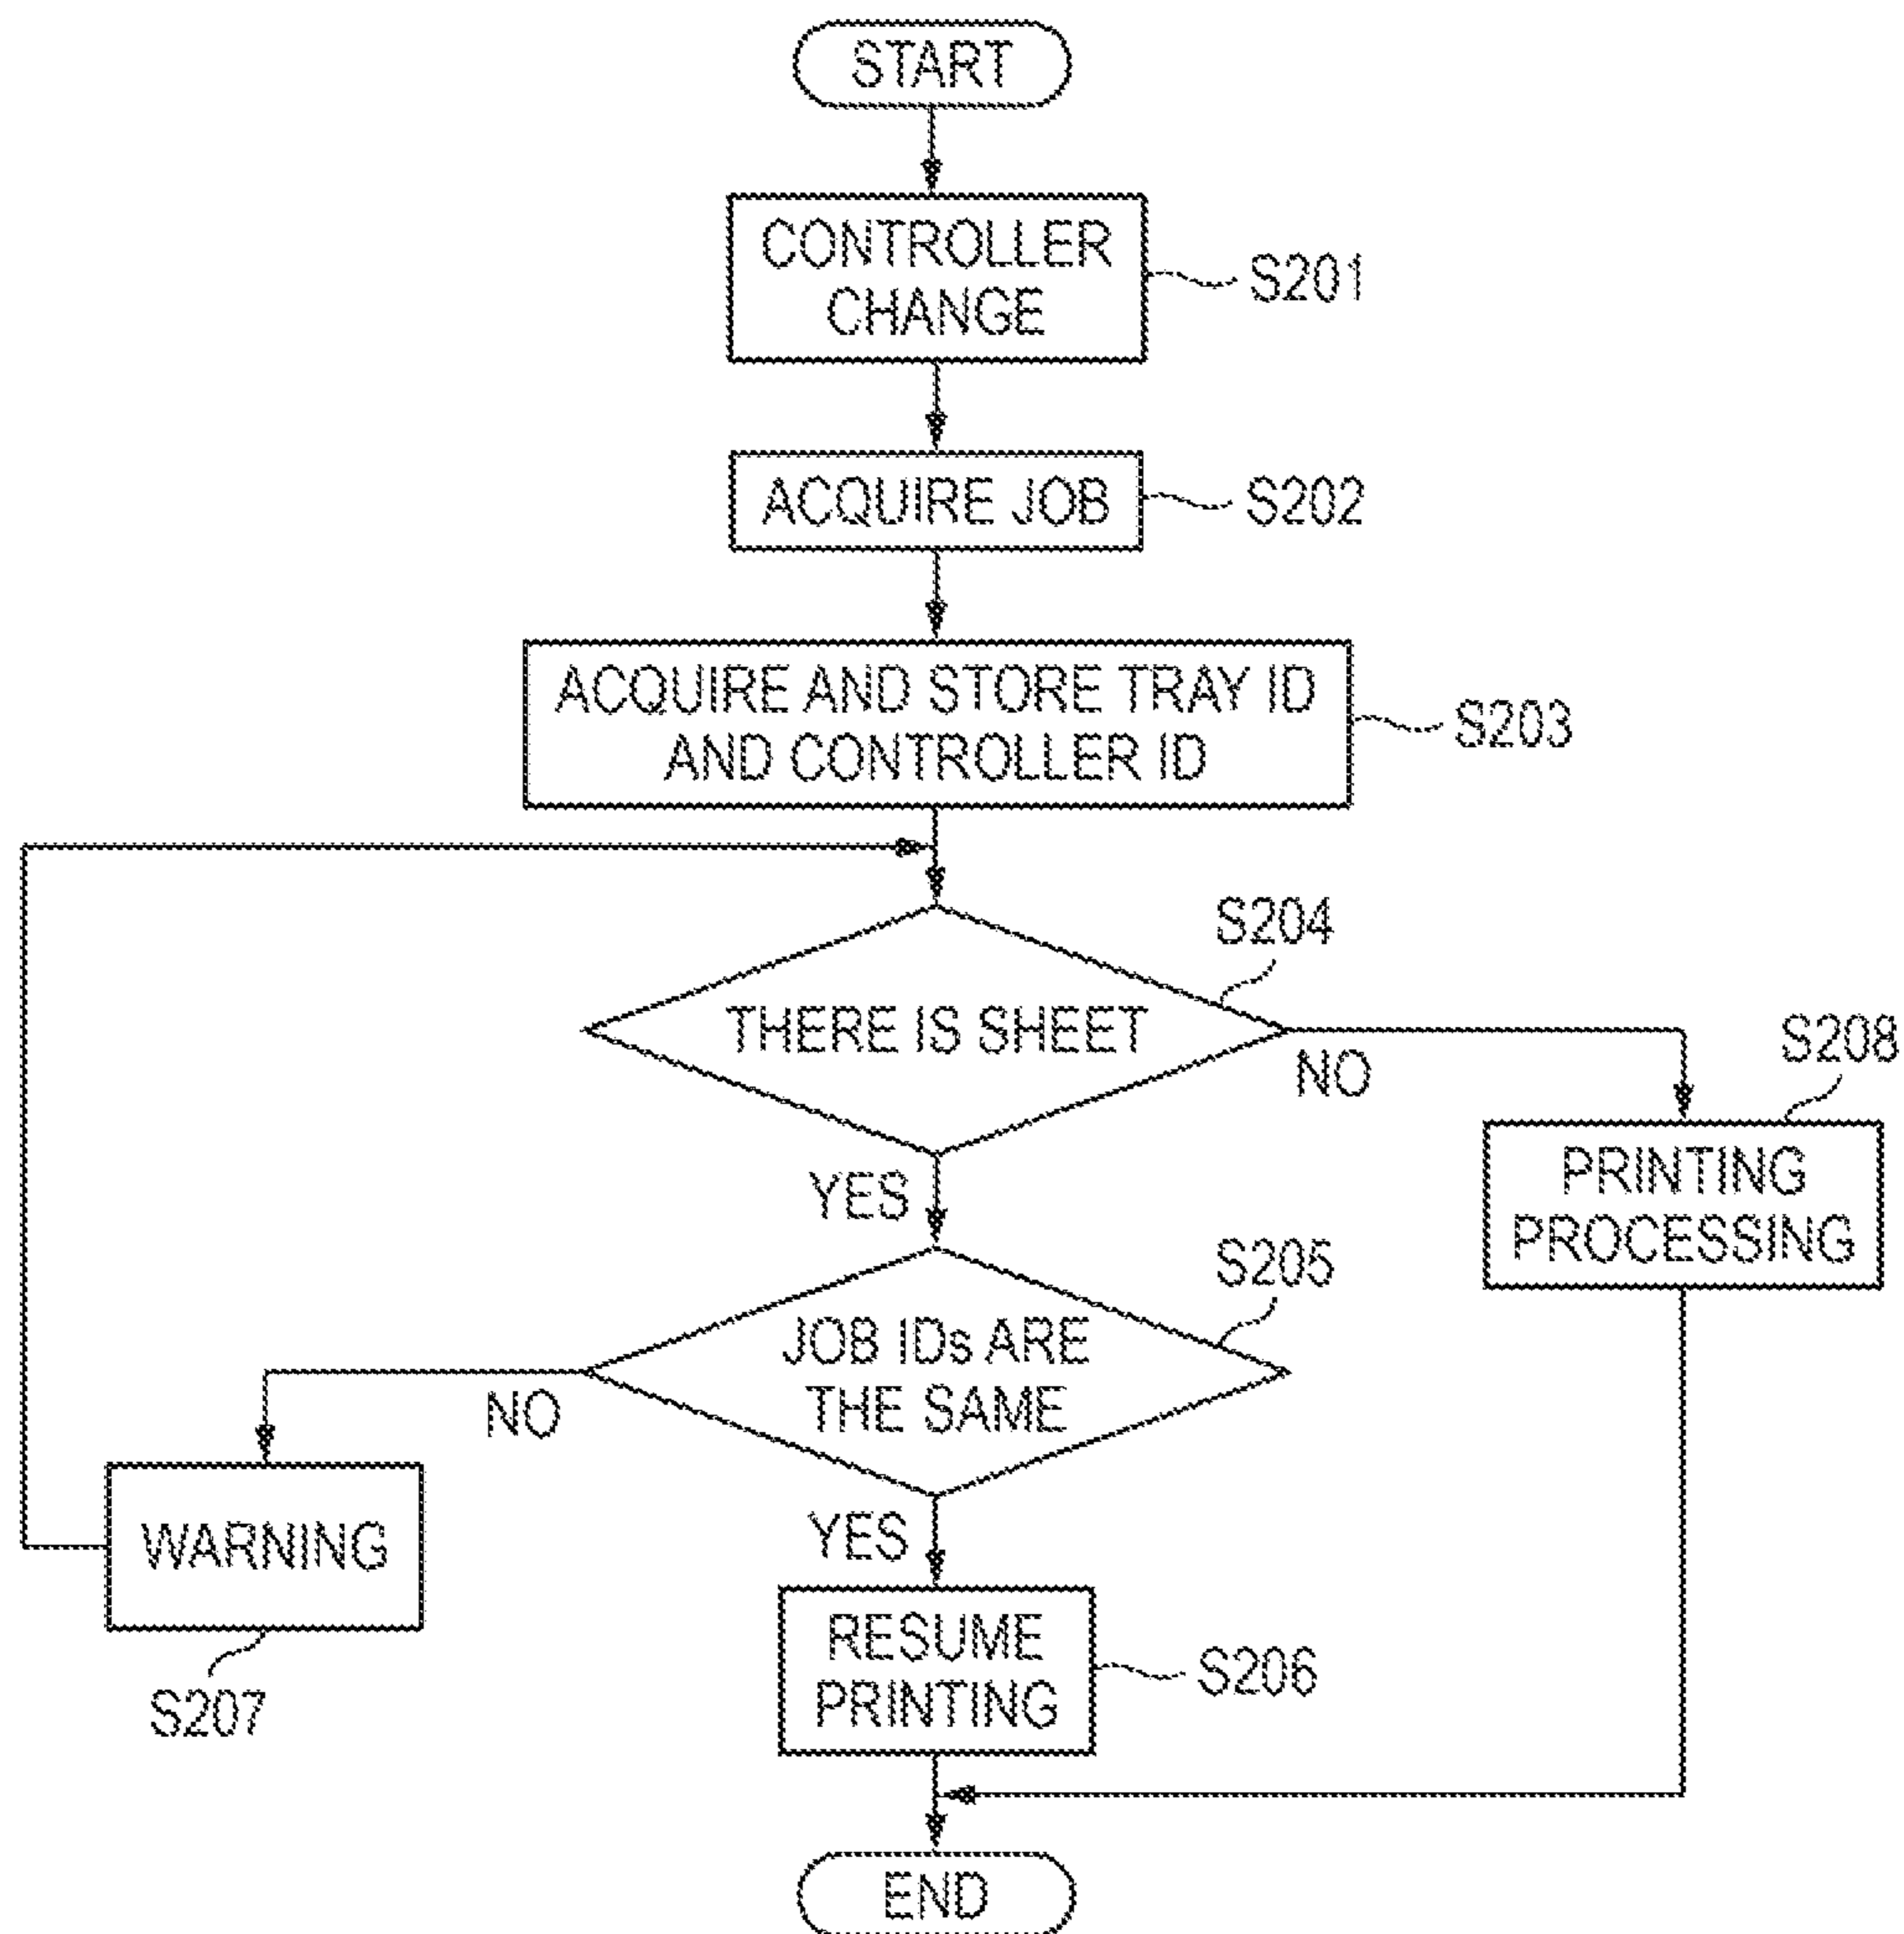 START
CONTROLLER
CHANGE
S201
ACQUIRE JOB
S202
ACQUIRE AND STORE TRAY ID
AND CONTROLLER ID
S203
S204
THERE IS SHEET
NO
S208
PRINTING
PROCESSING
YES
S205
JOB IDs ARE
THE SAME
NO
WARNING
S207
YES
RESUME
PRINTING
S206
END